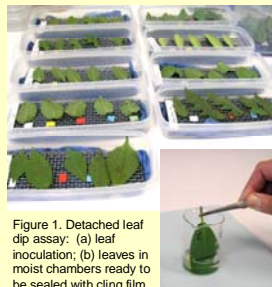 Figure 1. Detached leaf
dip assay: (a) leaf
inoculation; (b) leaves in
moist chambers ready to
be sealed with cling film